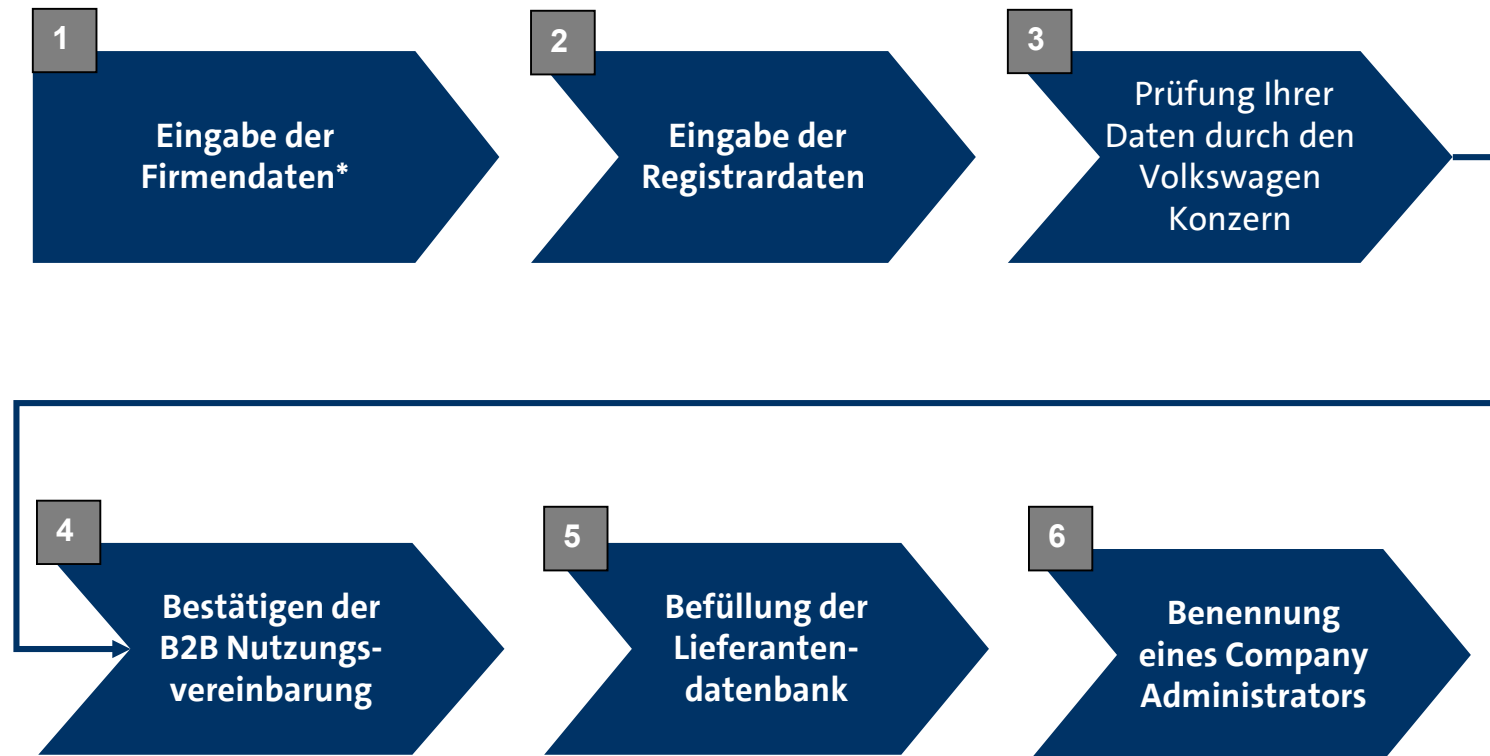 1
Eingabe der
Firmendaten*
2
Eingabe der
Registrardaten
3
Prüfung Ihrer
Daten durch den
Volkswagen
Konzern
4
Bestätigen der
B2B Nutzungs-
vereinbarung
5
Befüllung der
Lieferanten-
datenbank
6
Benennung
eines Company
Administrators